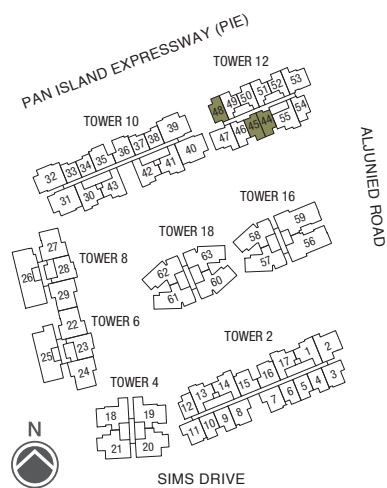 PAN ISLAND EXPRESSWAY (PIE)
TOWER 12
48 49 50 51 52 53
47 46 45 44 55 54
TOWER 10
32 33 34 35 36 37 38 39
31 30 43 42 41 40
ALJUNIED ROAD
TOWER 16
58 59
57 56
TOWER 18
62 63
61 60
27
26 28
TOWER 8
29
TOWER 6
22
25 23
24
TOWER 2
12 13 14 15 16 17 1 2
11 10 9 8 7 6 5 4 3
TOWER 4
18 19
21 20
N
SIMS DRIVE